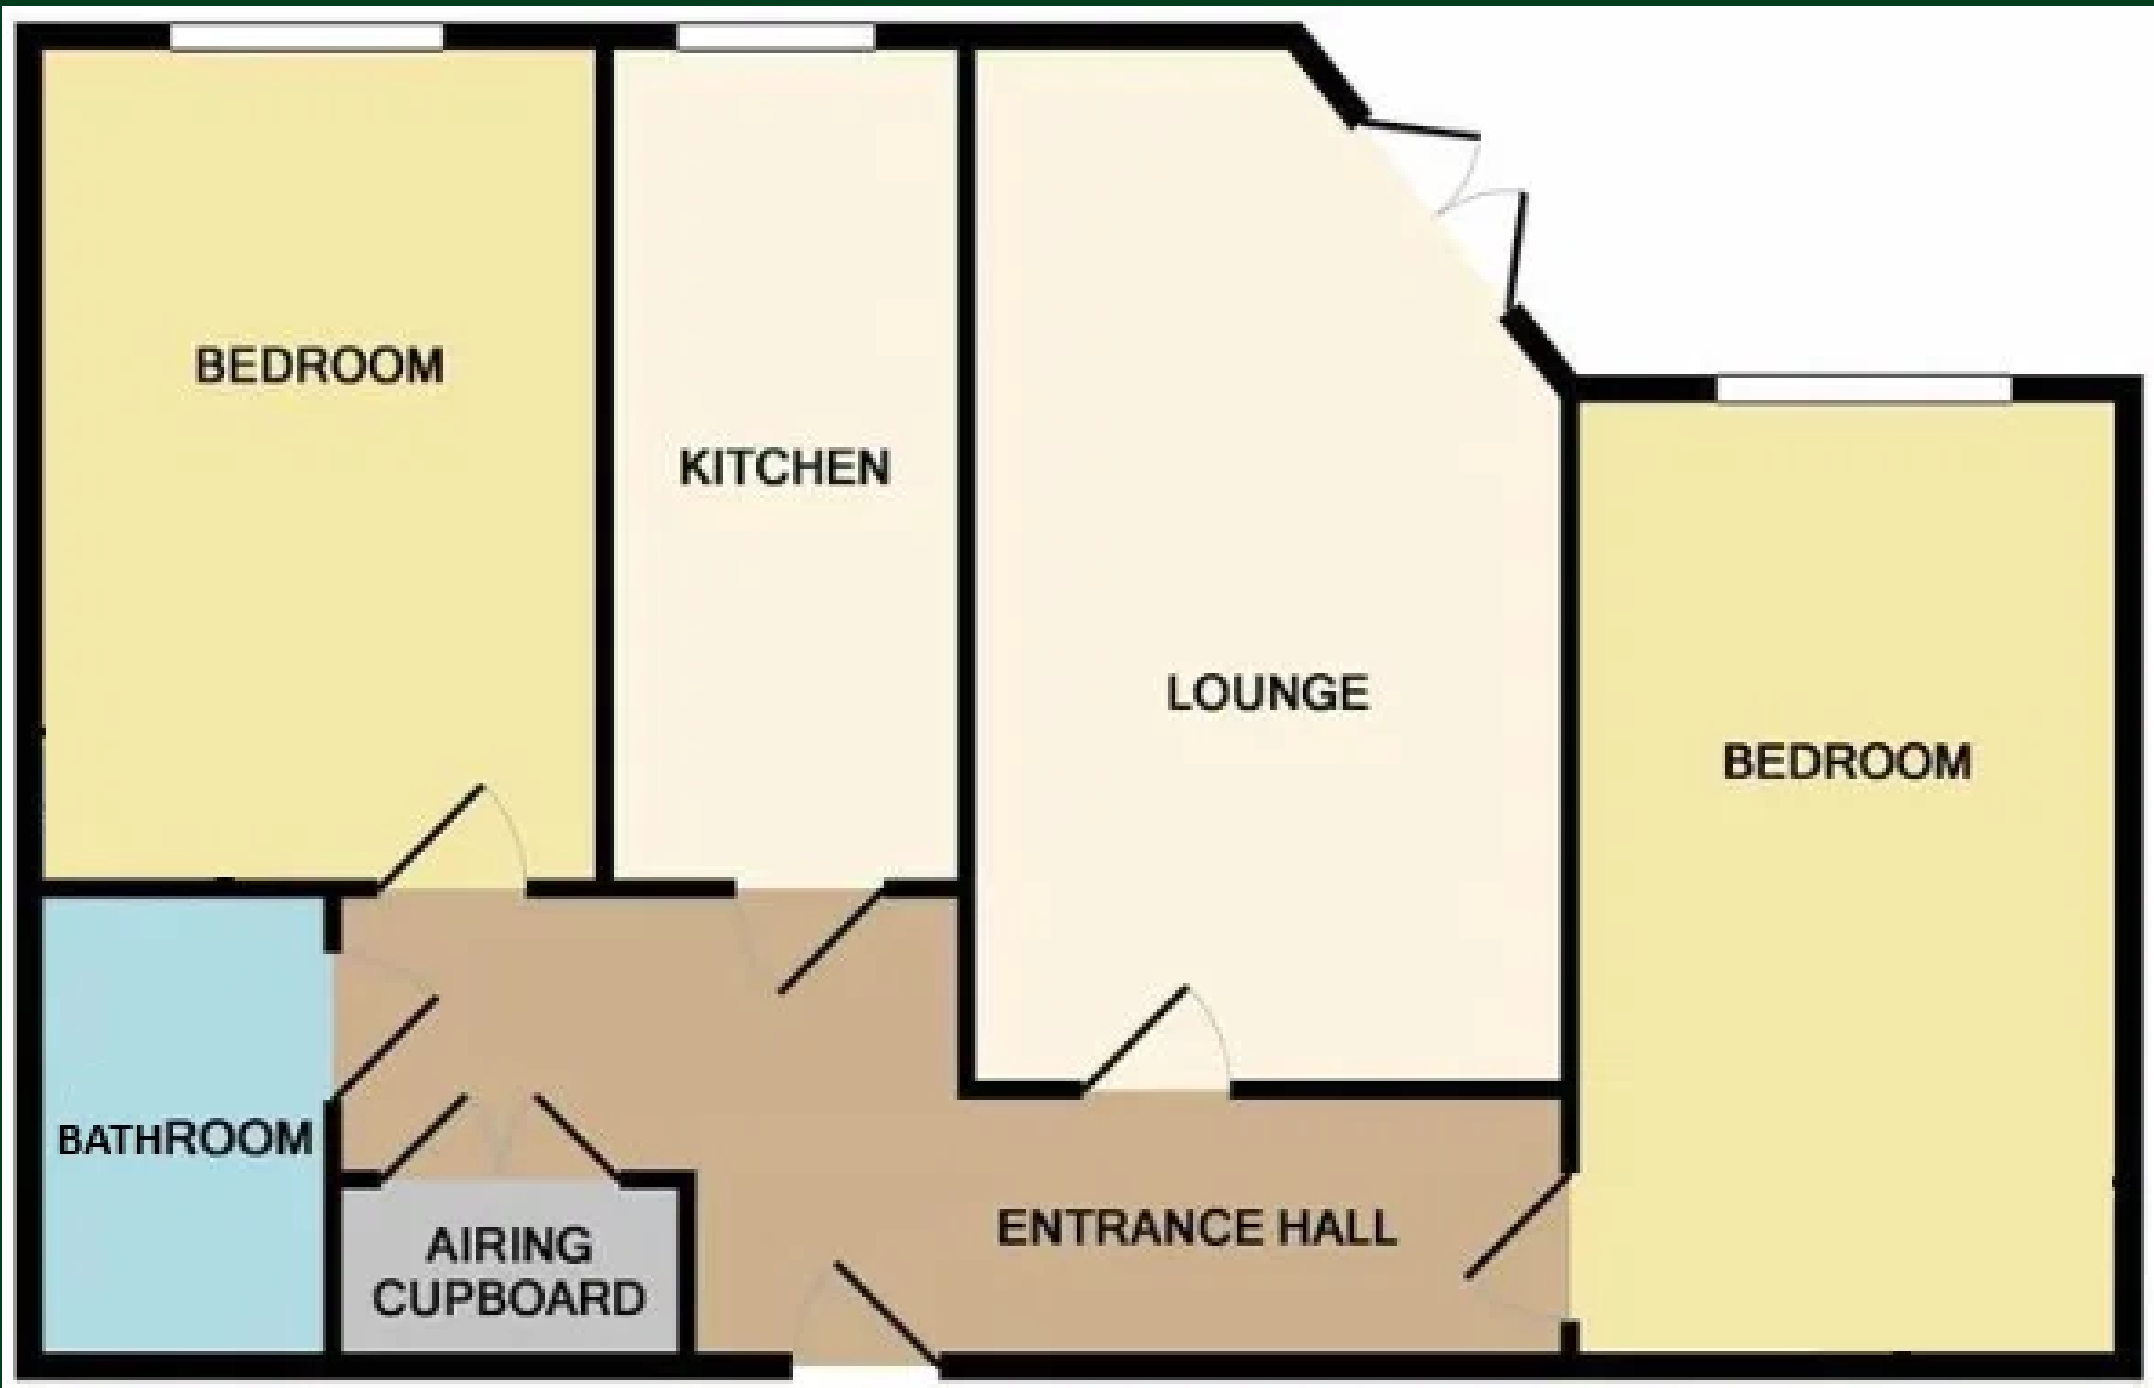 BEDROOM
KITCHEN
LOUNGE
BEDROOM
BATHROOM
AIRING
CUPBOARD
ENTRANCE HALL